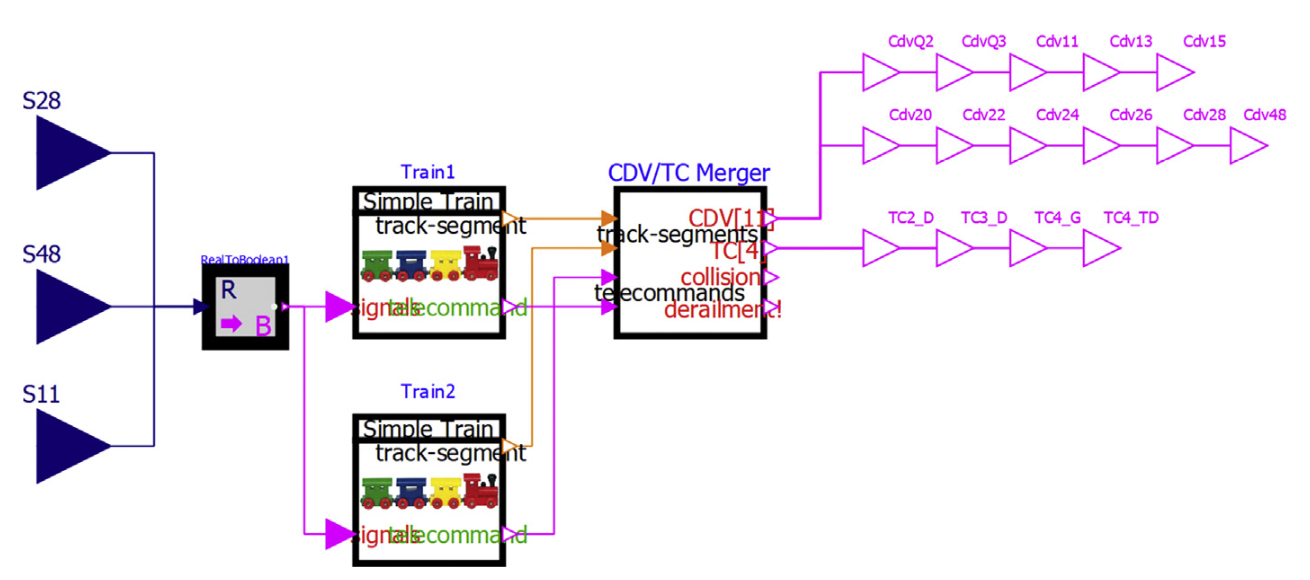 CdvQ2 CdvQ3 Cdv11 Cdv13 Cdv15
S28
Cdv20 Cdv22 Cdv24 Cdv26 Cdv28 Cdv48
Train1
CDV/TC Merger
Simple Train
track-segment
CDV[11]
track-segments
TC2_D TC3_D TC4_G TC4_TD
S48
TC[4]
RealToBoolean1
R
B
collision
telecommands
signals
telecommand
derailment!
S11
Train2
Simple Train
track-segment
signals
telecommand